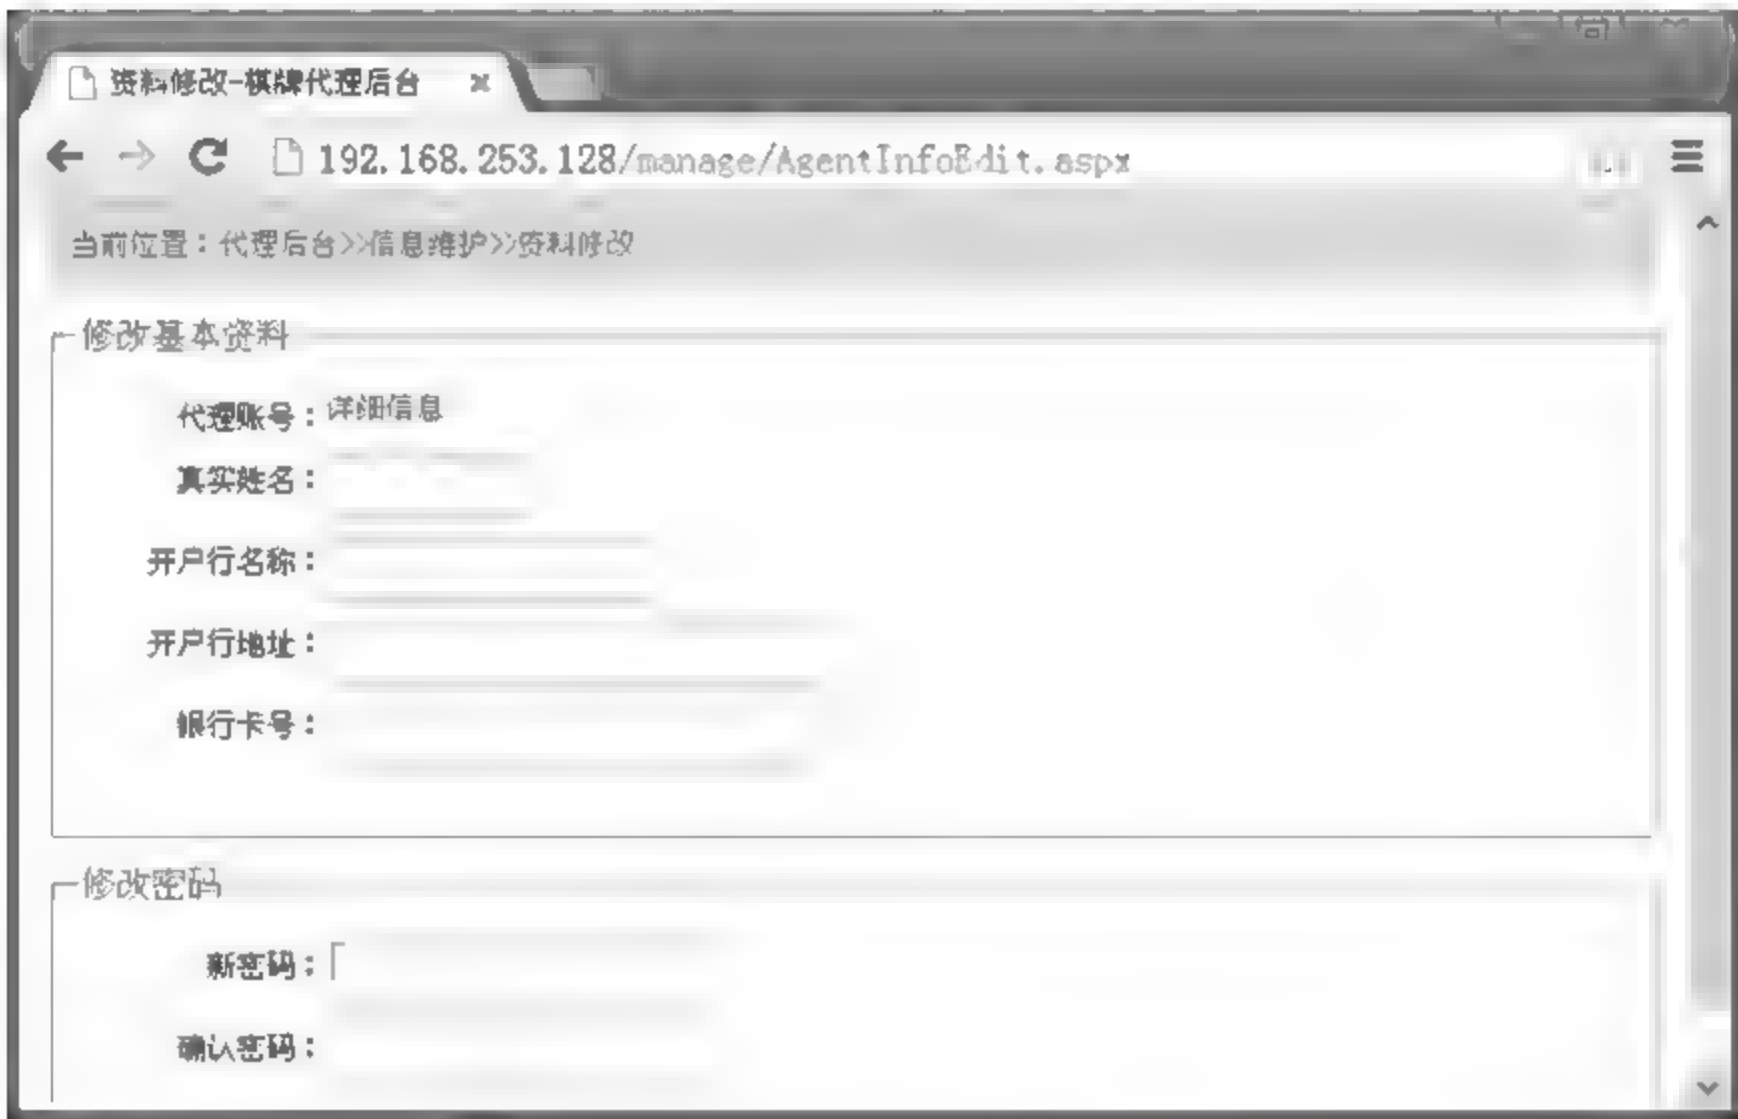 资料修改-棋牌代理后台
192.168.253.128/manage/AgentInfoEdit.aspx
当前位置：代理后台>>信息维护>>资料修改
修改基本资料
代理账号：详细信息
真实姓名：
开户行名称：
开户行地址：
银行卡号：
修改密码
新密码：
确认密码：